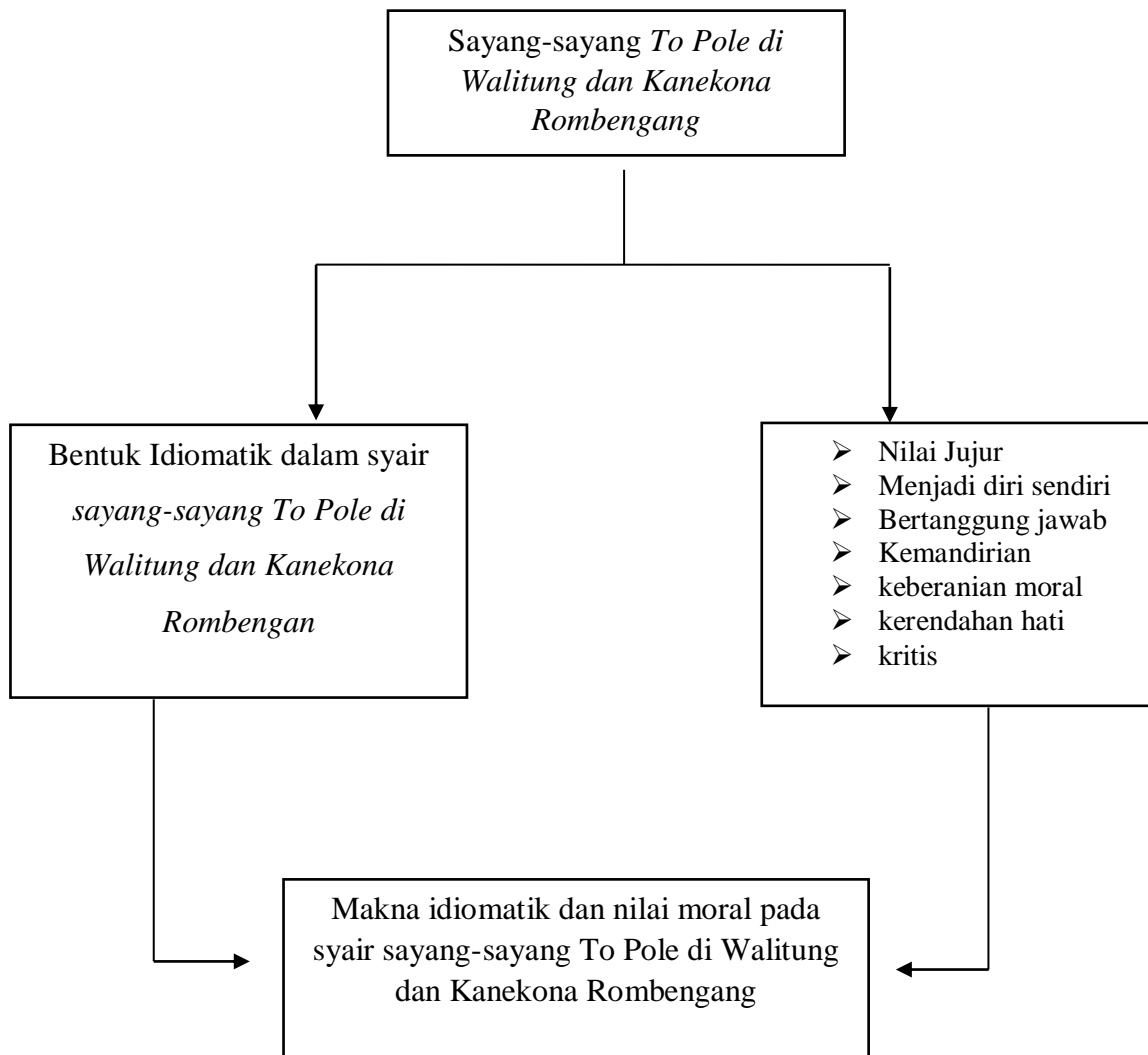 Sayang-sayang To Pole di
Walitung dan Kanekona
Rombengang
Bentuk Idiomatik dalam syair
sayang-sayang To Pole di
Walitung dan Kanekona
Rombengan
➢ Nilai Jujur
➢ Menjadi diri sendiri
➢ Bertanggung jawab
➢ Kemandirian
➢ keberanian moral
➢ kerendahan hati
➢ kritis
Makna idiomatik dan nilai moral pada
syair sayang-sayang To Pole di Walitung
dan Kanekona Rombengang